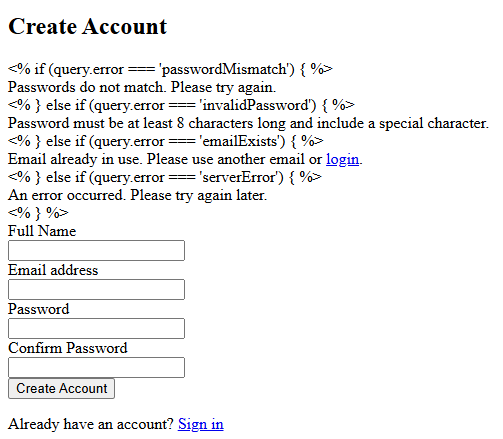 Create Account
<% if (query.error === 'passwordMismatch') { %>
Passwords do not match. Please try again.
<% } else if (query.error === 'invalidPassword') { %>
Password must be at least 8 characters long and include a special character.
<% } else if (query.error === 'emailExists') { %>
Email already in use. Please use another email or login.
<% } else if (query.error === 'serverError') { %>
An error occurred. Please try again later.
<% } %>
Full Name
Email address
Password
Confirm Password
Create Account
Already have an account? Sign in